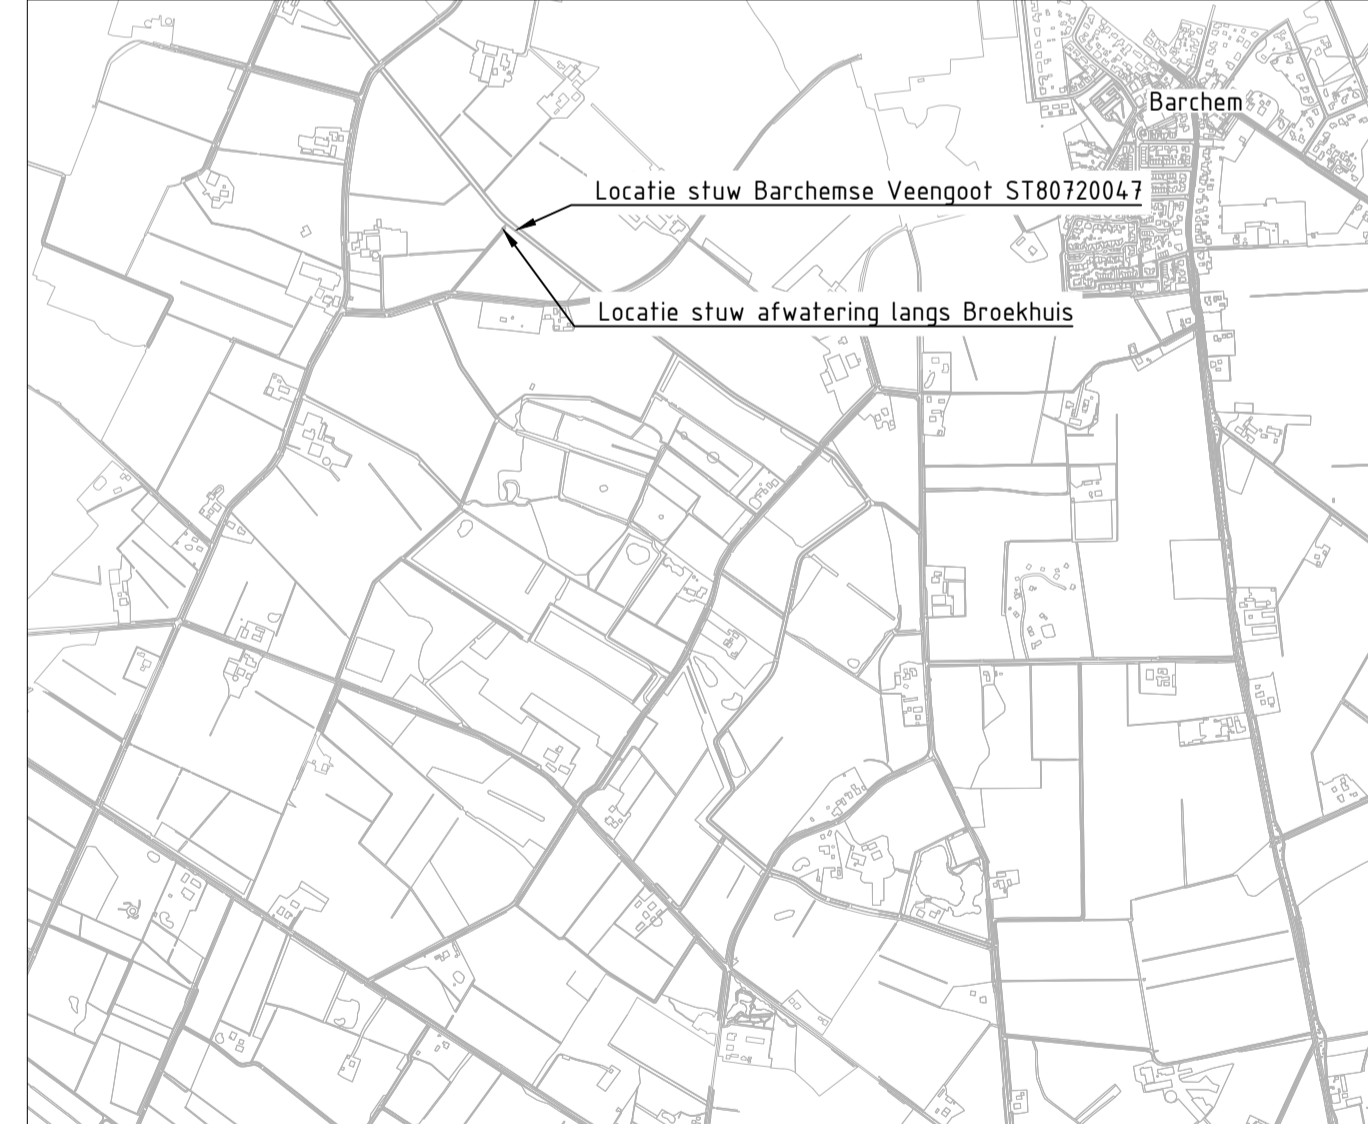 Barchem
Locatie stuw Barchemse Veengoot ST80720047
Locatie stuw afwatering langs Broekhuis